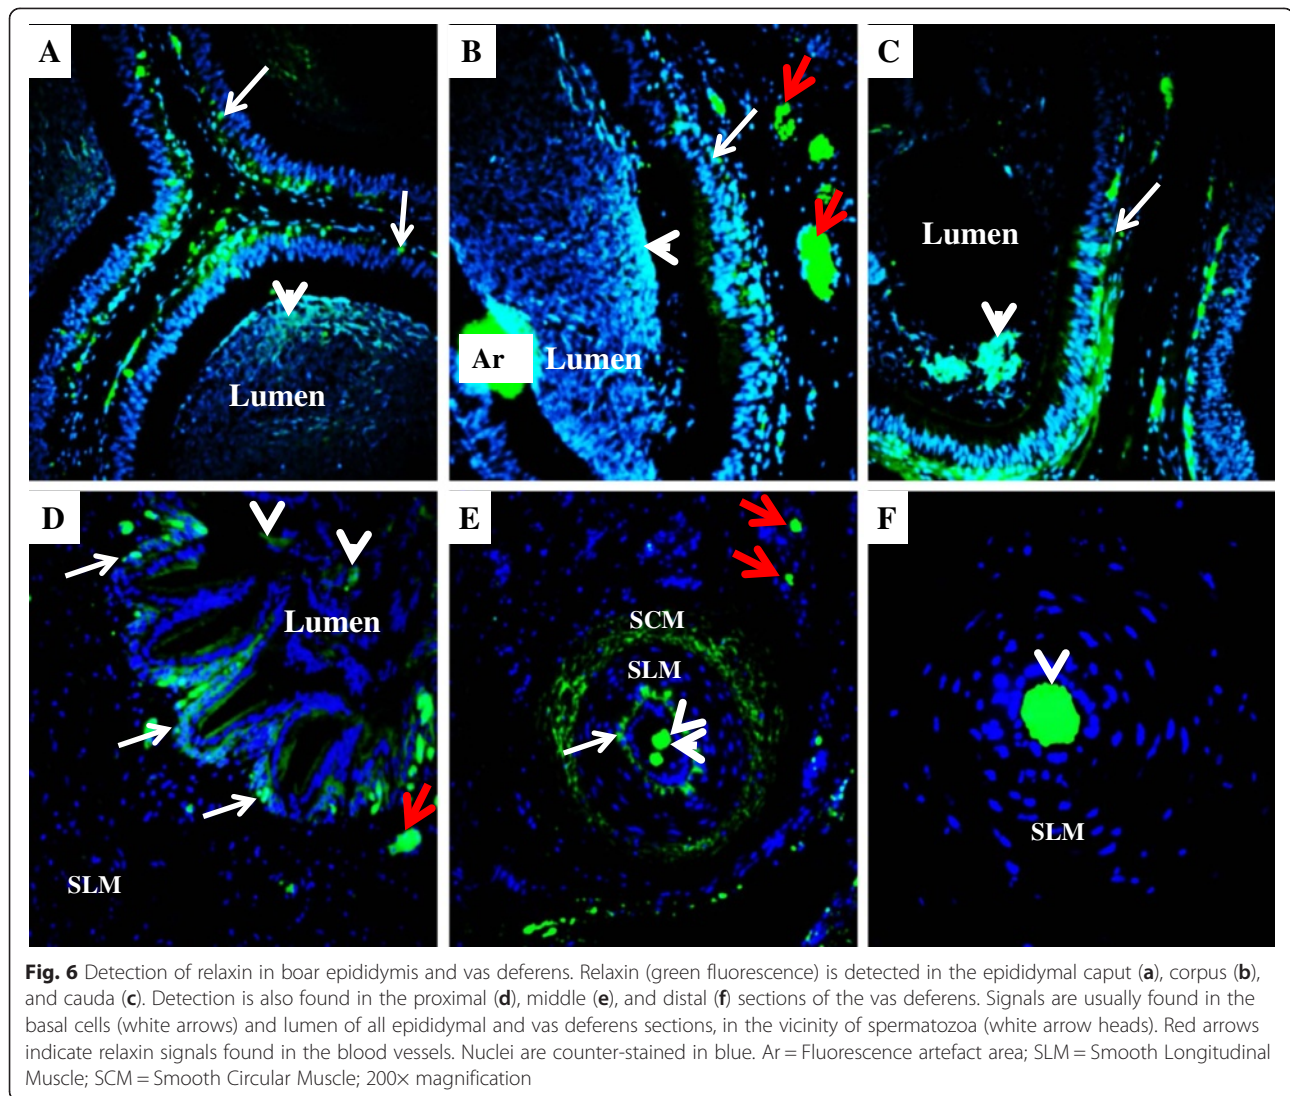 A
B
C
Lumen
Lumen
Ar
Lumen
D
E
F
Lumen
SCM
SLM
SLM
SLM
Fig. 6 Detection of relaxin in boar epididymis and vas deferens. Relaxin (green fluorescence) is detected in the epididymal caput (a), corpus (b),
and cauda (c). Detection is also found in the proximal (d), middle (e), and distal (f) sections of the vas deferens. Signals are usually found in the
basal cells (white arrows) and lumen of all epididymal and vas deferens sections, in the vicinity of spermatozoa (white arrow heads). Red arrows
indicate relaxin signals found in the blood vessels. Nuclei are counter-stained in blue. Ar = Fluorescence artefact area; SLM = Smooth Longitudinal
Muscle; SCM = Smooth Circular Muscle; 200× magnification